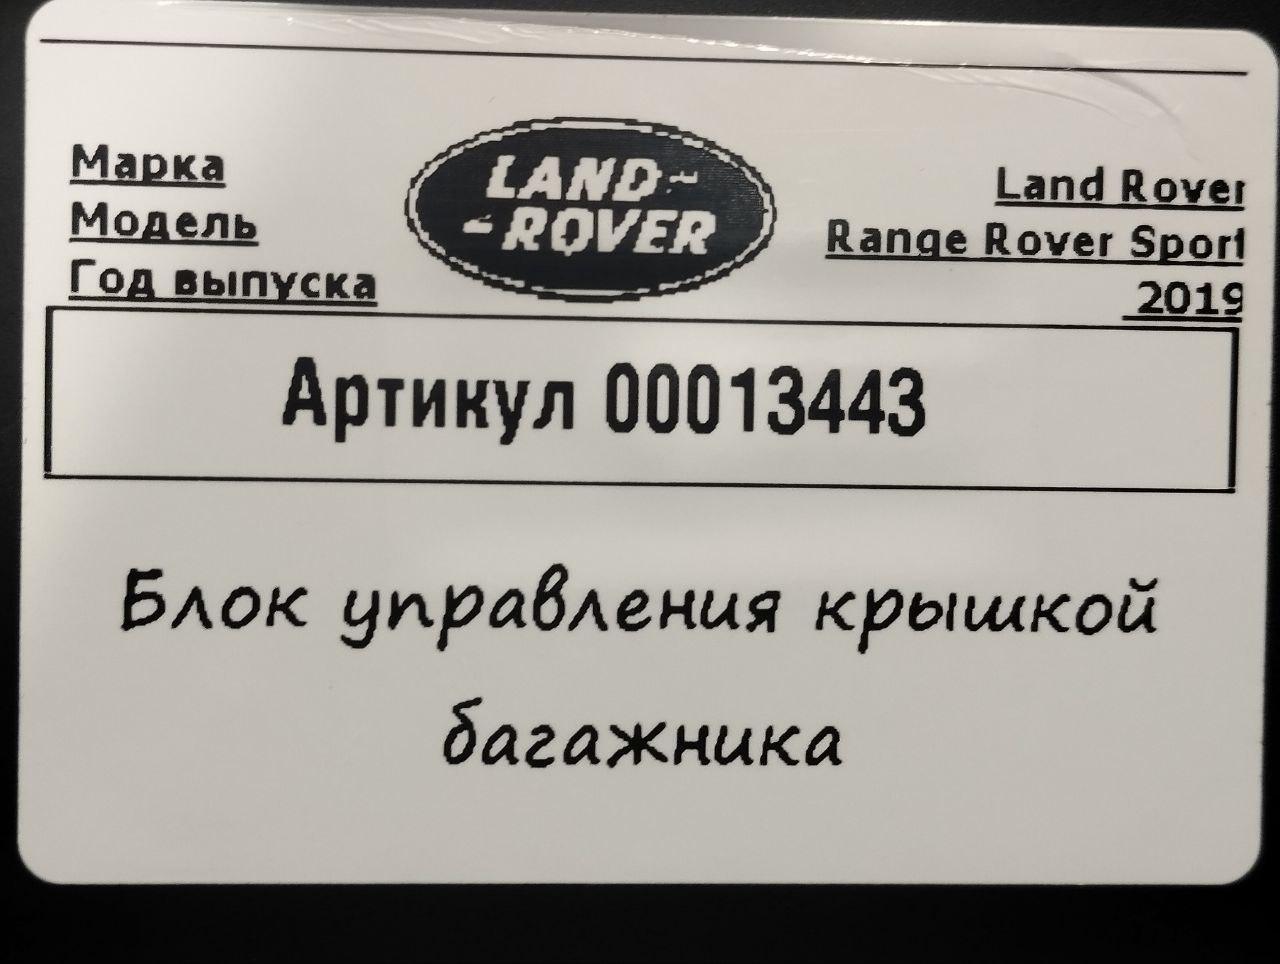 Марка
Модель
Год выпуска
LAND
ROVER
Land Rover
Range Rover Sport
2019
Артикул 00013443
Блок управления крышкой
багажника